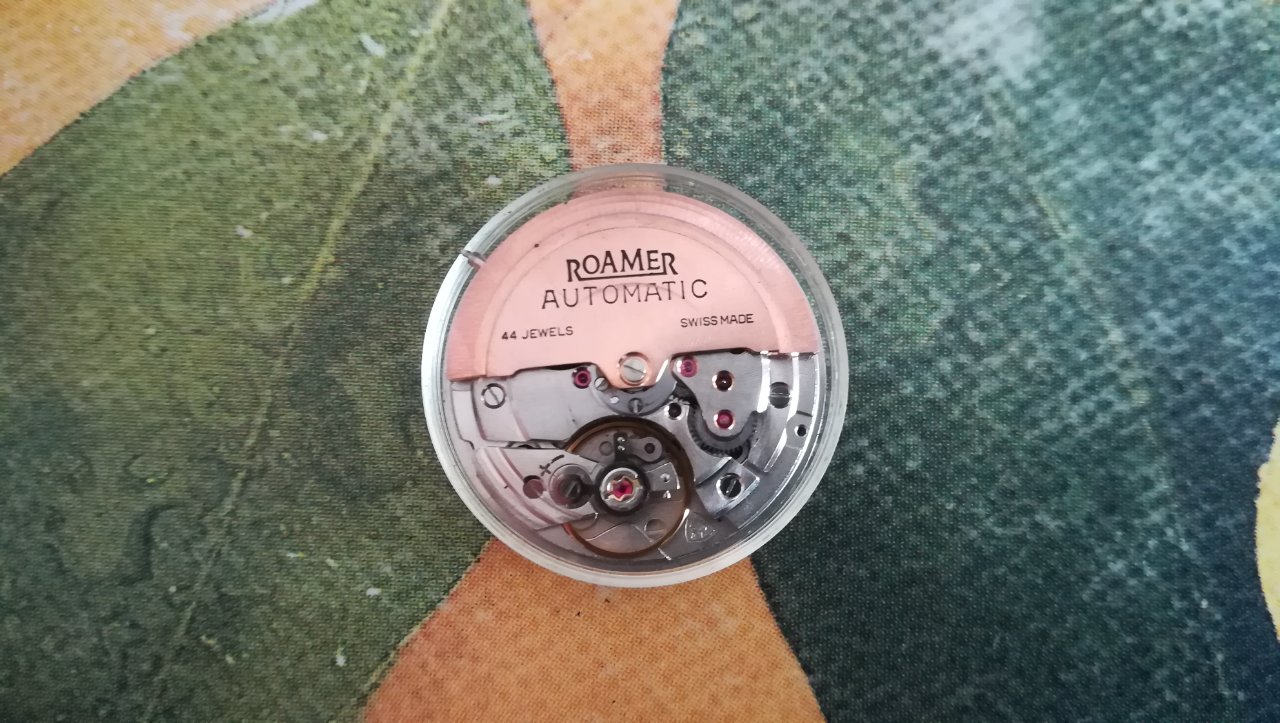 ROAMER
AUTOMATIC
44 JEWELS SWISS MADE
+ -